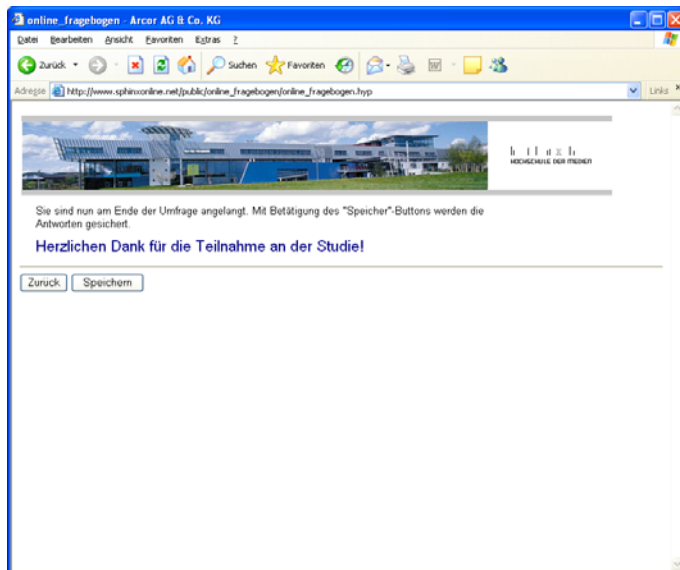 online_fragebogen - Arcor AG & Co. KG
Datei Bearbeiten Ansicht Favoriten Extras ?
Zurück Suchen Favoriten
Adresse http://www.sphinxonline.net/public/online_fragebogen/online_fragebogen.hyp Links
HOCHSCHULE DER MEDIEN
Sie sind nun am Ende der Umfrage angelangt. Mit Betätigung des "Speicher"-Buttons werden die
Antworten gesichert.
Herzlichen Dank für die Teilnahme an der Studie!
Zurück Speichern